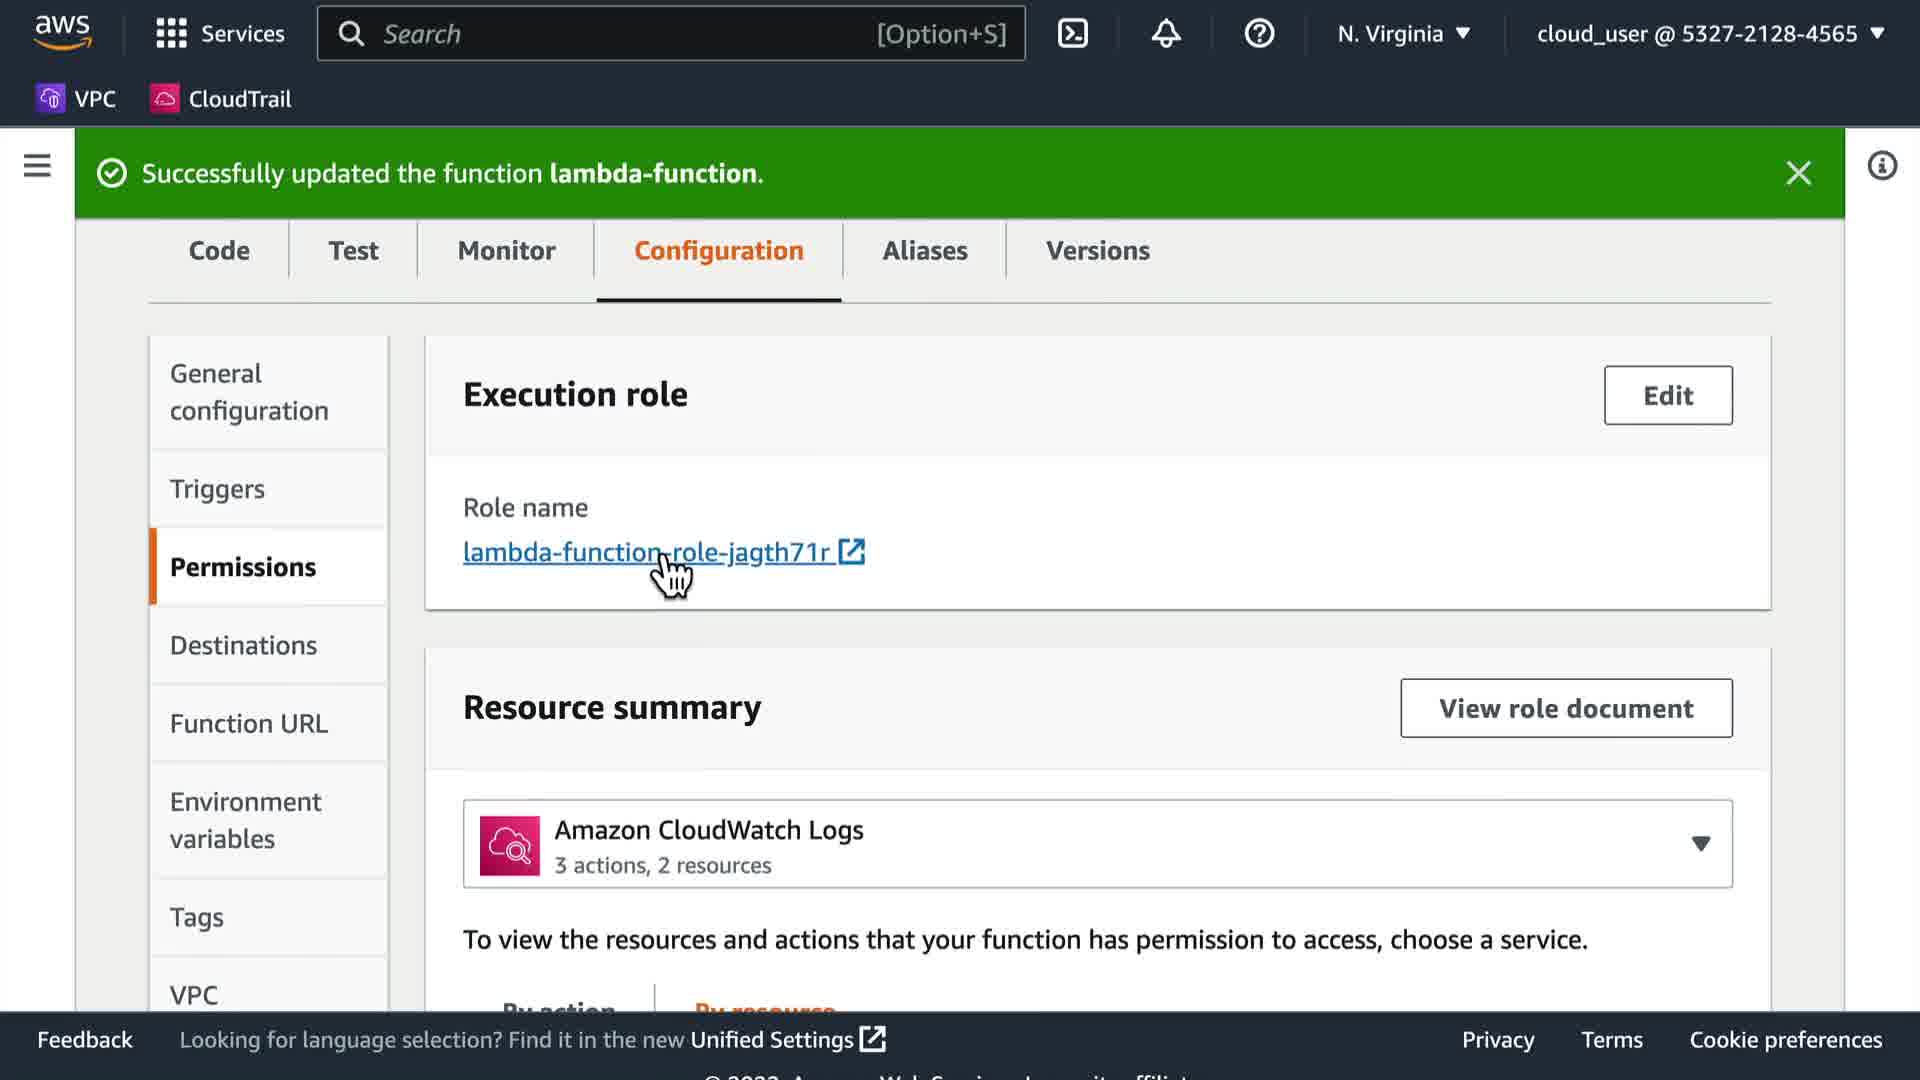 aws
Services
Search
[Option+S]
N. Virginia
cloud_user @ 5327-2128-4565
VPC
CloudTrail
Successfully updated the function lambda-function.
Code
Test
Monitor
Configuration
Aliases
Versions
General
configuration
Triggers
Permissions
Destinations
Function URL
Environment
variables
Tags
VPC
Execution role
Edit
Role name
lambda-function-role-jagth71r
Resource summary
View role document
Amazon CloudWatch Logs
3 actions, 2 resources
To view the resources and actions that your function has permission to access, choose a service.
By action
By resource
Feedback
Looking for language selection? Find it in the new Unified Settings
Privacy
Terms
Cookie preferences